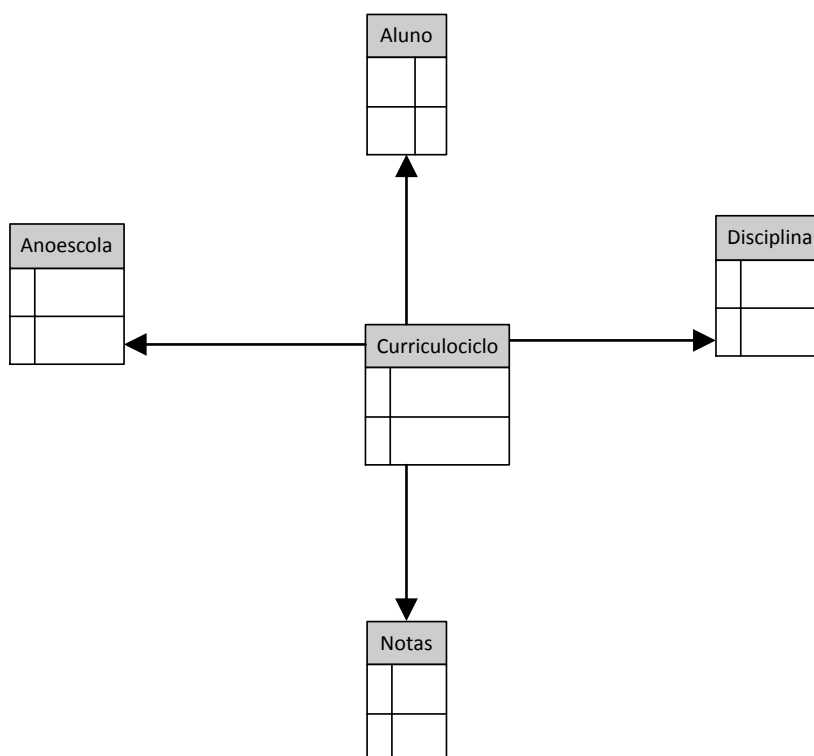 Aluno
Anoescola
Disciplina
Curriculociclo
Notas